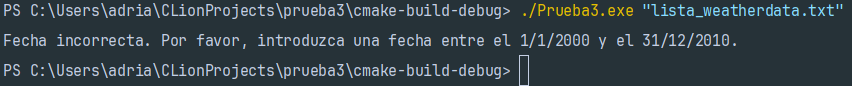 PS C:\Users\adria\CLionProjects\prueba3\cmake-build-debug> ./Prueba3.exe "lista_weatherdata.txt"
Fecha incorrecta. Por favor, introduzca una fecha entre el 1/1/2000 y el 31/12/2010.
PS C:\Users\adria\CLionProjects\prueba3\cmake-build-debug>